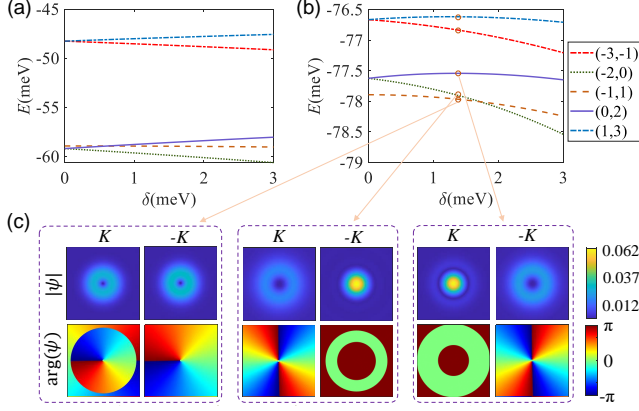 (a)
(b)
-45
-50
-55
-60
E(meV)
0
1
2
3
δ(meV)
-76.5
-77
-77.5
-78
-78.5
-79
E(meV)
0
1
2
3
δ(meV)
(-3,-1)
(-2,0)
(-1,1)
(0,2)
(1,3)
(c)
K -K K -K K -K
|ψ|
0.062
0.037
0.012
arg(ψ)
π
0
-π